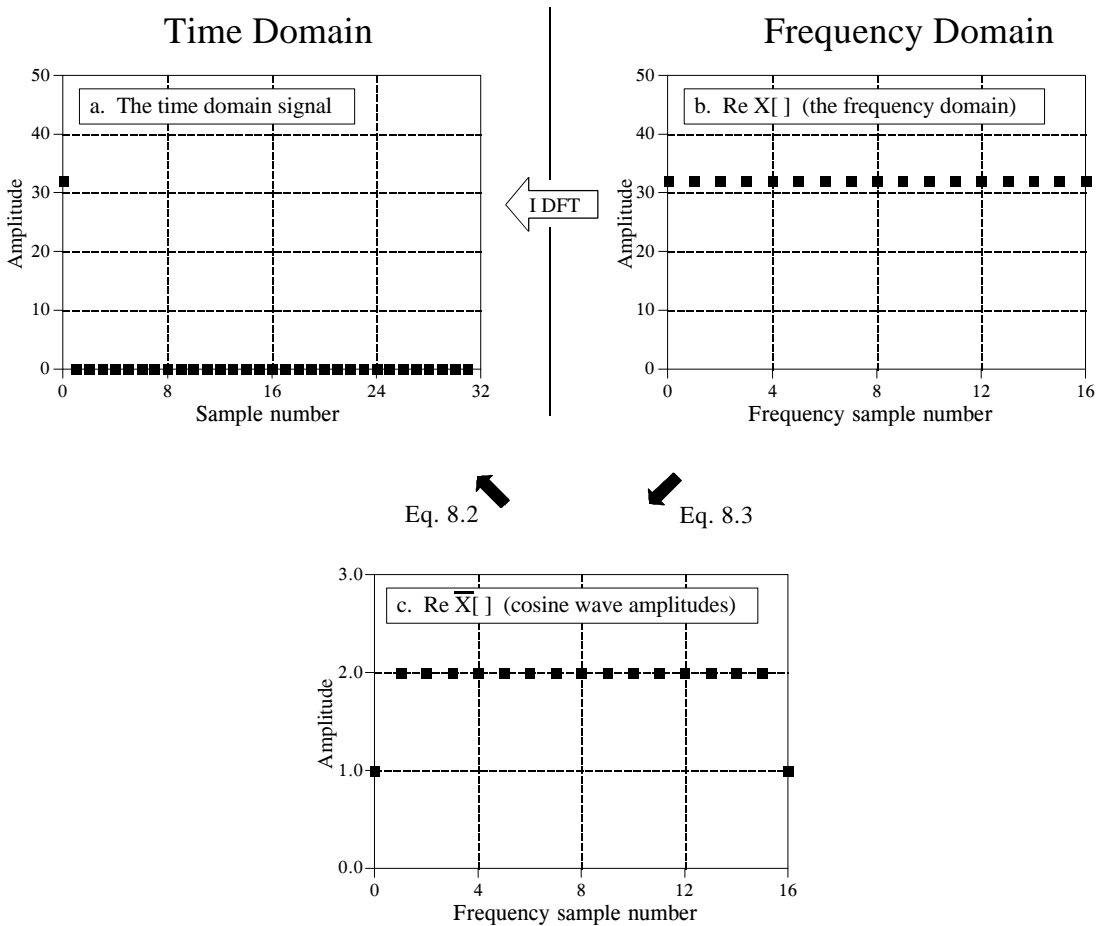 Time Domain
Frequency Domain
50
40
30
20
10
0
Amplitude
a. The time domain signal
0 8 16 24 32
Sample number
I DFT
50
40
30
20
10
0
Amplitude
b. Re X[ ] (the frequency domain)
0 4 8 12 16
Frequency sample number
Eq. 8.2
Eq. 8.3
3.0
2.0
1.0
0.0
Amplitude
c. Re X̅[ ] (cosine wave amplitudes)
0 4 8 12 16
Frequency sample number